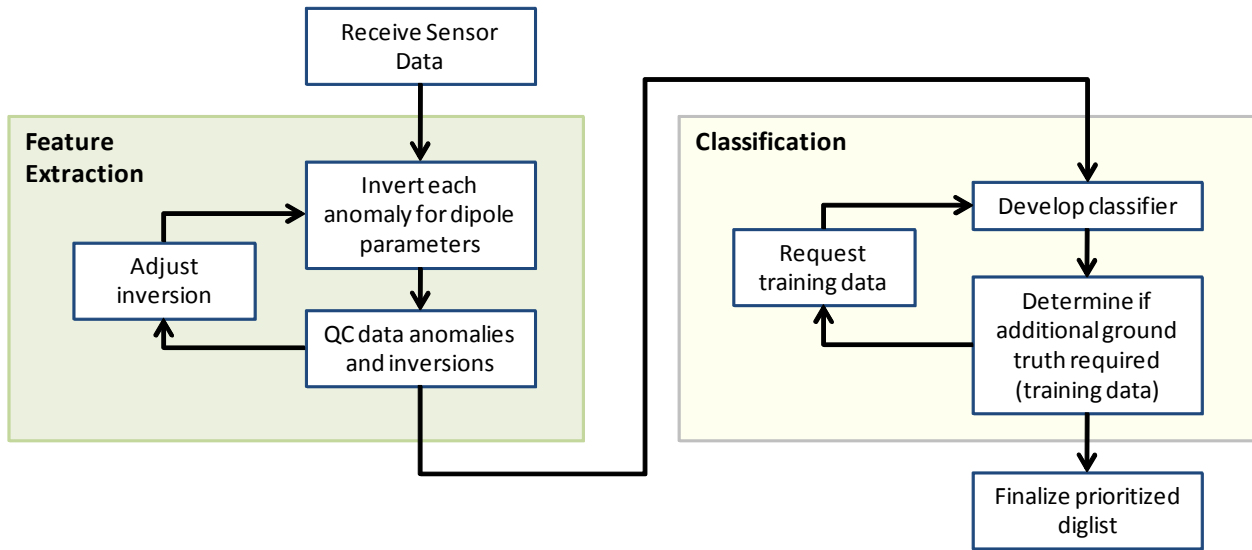 Receive Sensor
Data
Feature
Extraction
Invert each
anomaly for dipole
parameters
Adjust
inversion
QC data anomalies
and inversions
Classification
Develop classifier
Request
training data
Determine if
additional ground
truth required
(training data)
Finalize prioritized
diglist